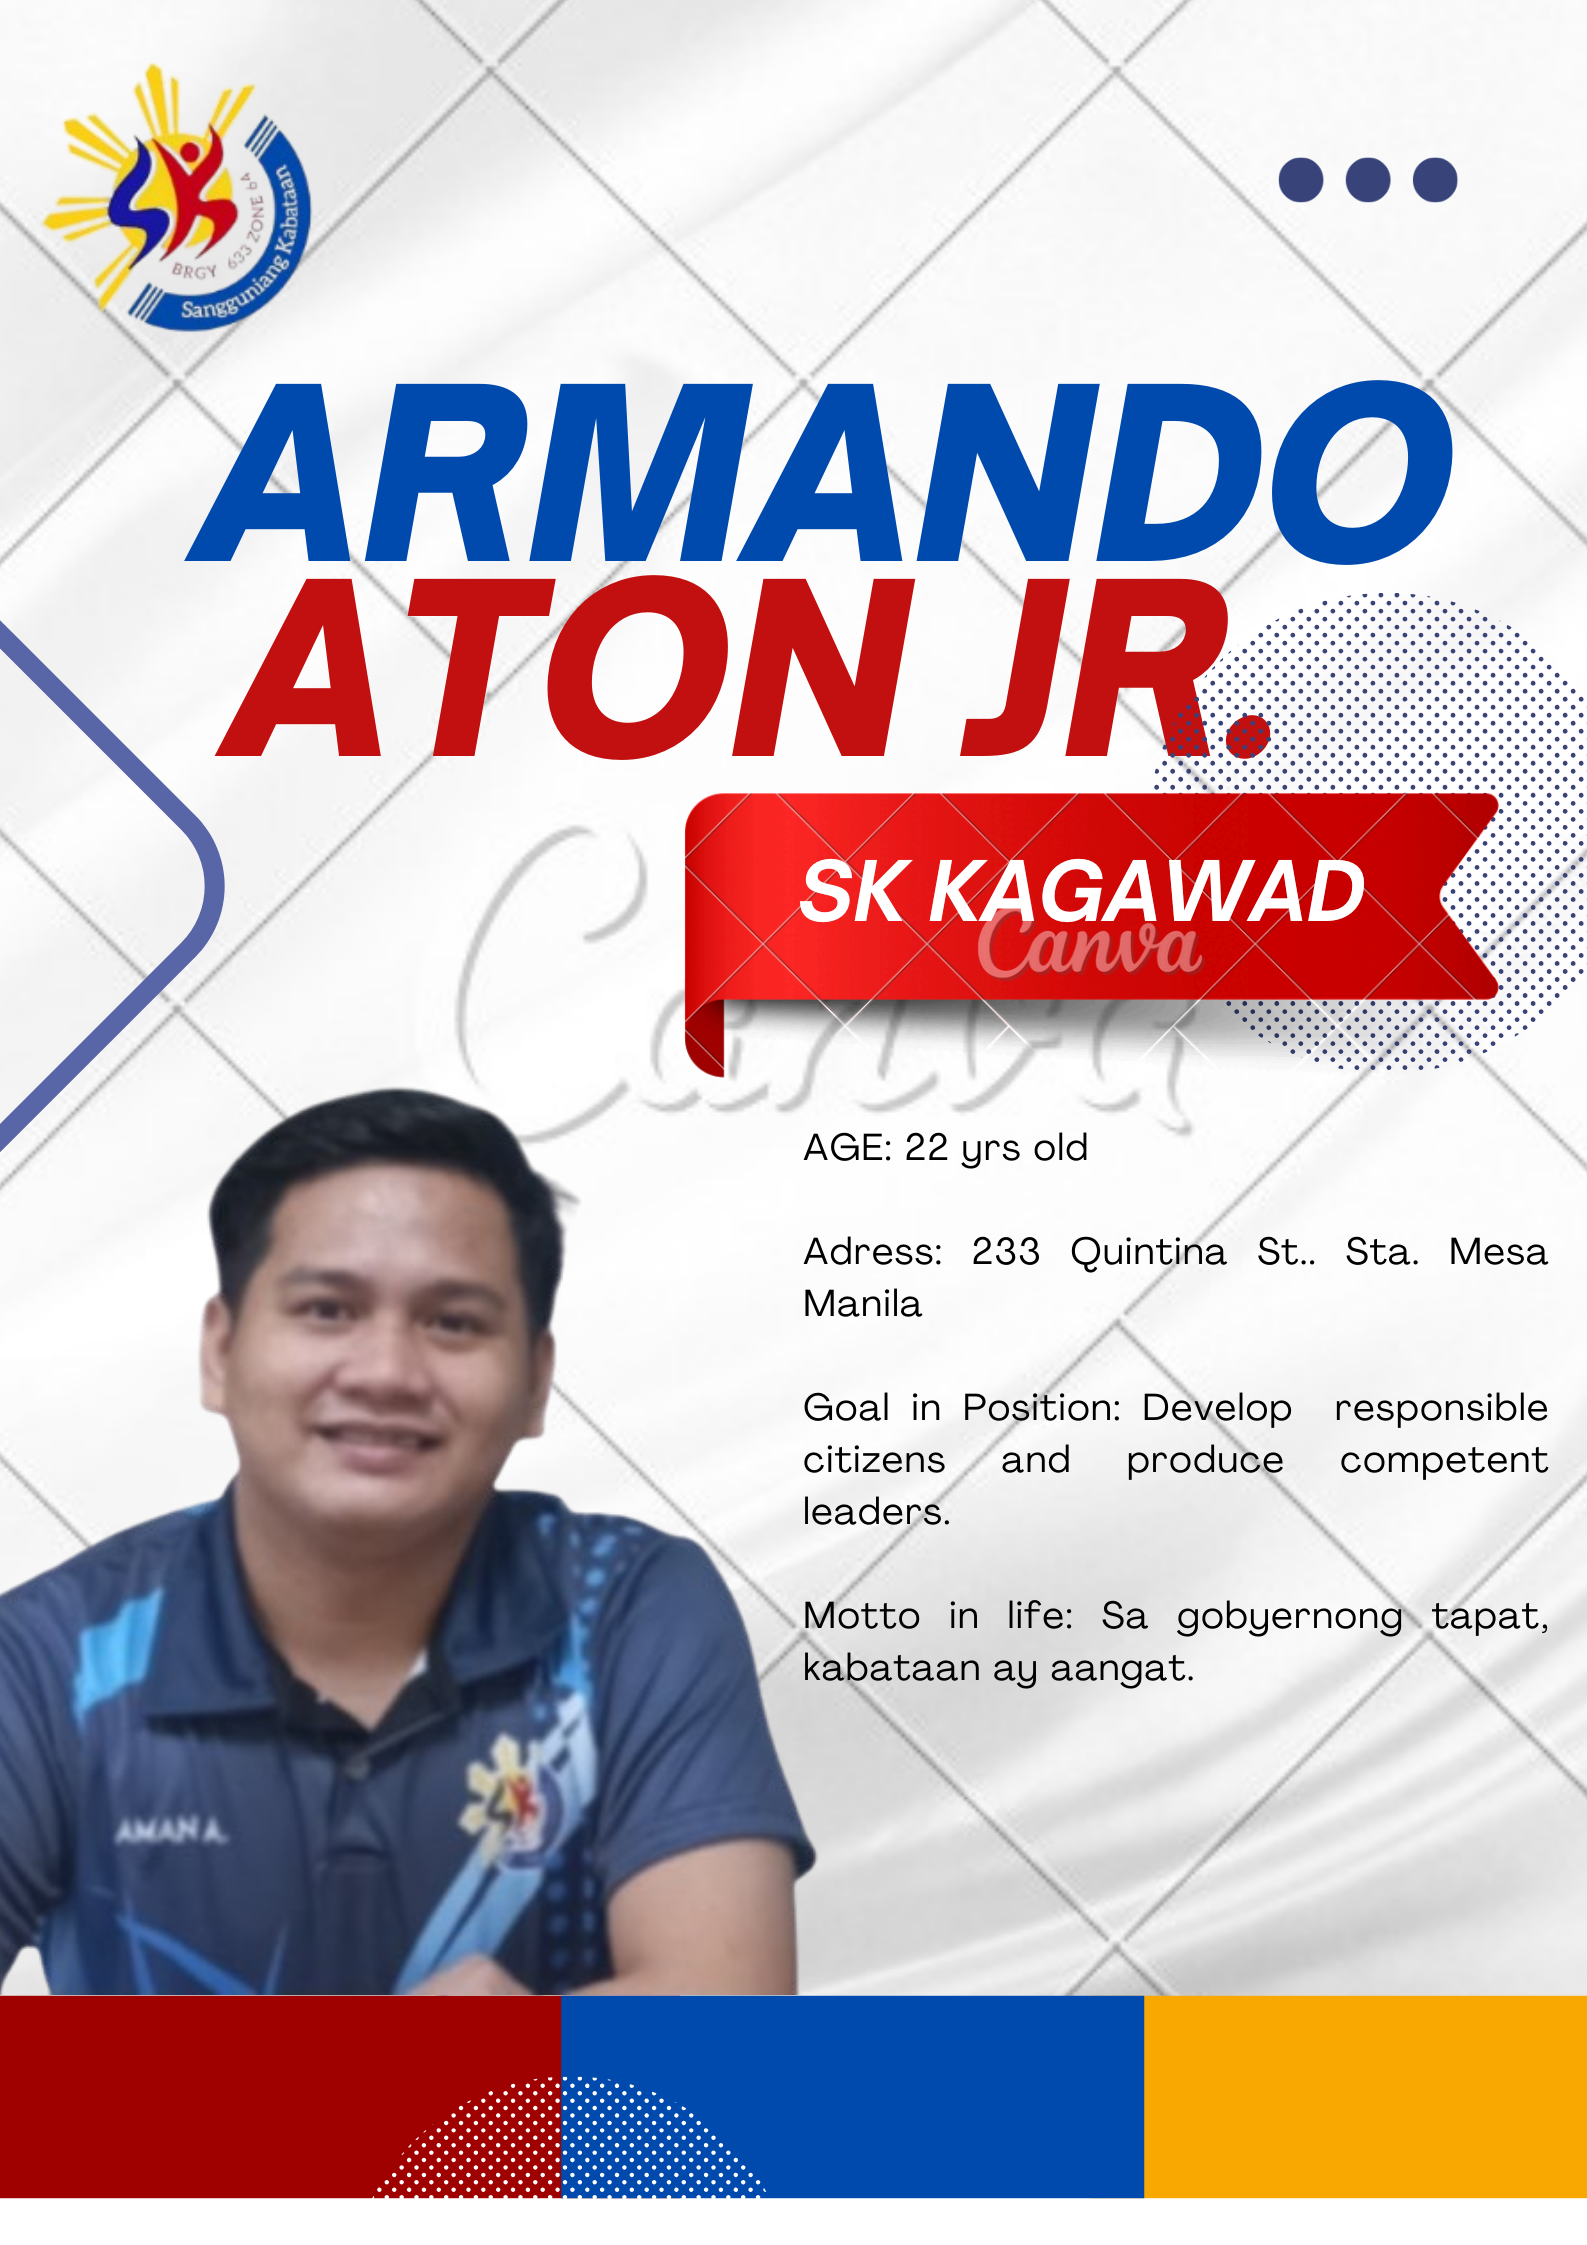 BRGY 633 ZONE 64
Sangguniang Kabataan
ARMANDO
ATON JR.
SK KAGAWAD
Canva
Canva
AGE: 22 yrs old
Adress: 233 Quintina St.. Sta. Mesa
Manila
Goal in Position: Develop responsible
citizens and produce competent
leaders.
Motto in life: Sa gobyernong tapat,
kabataan ay aangat.
AMAN A.